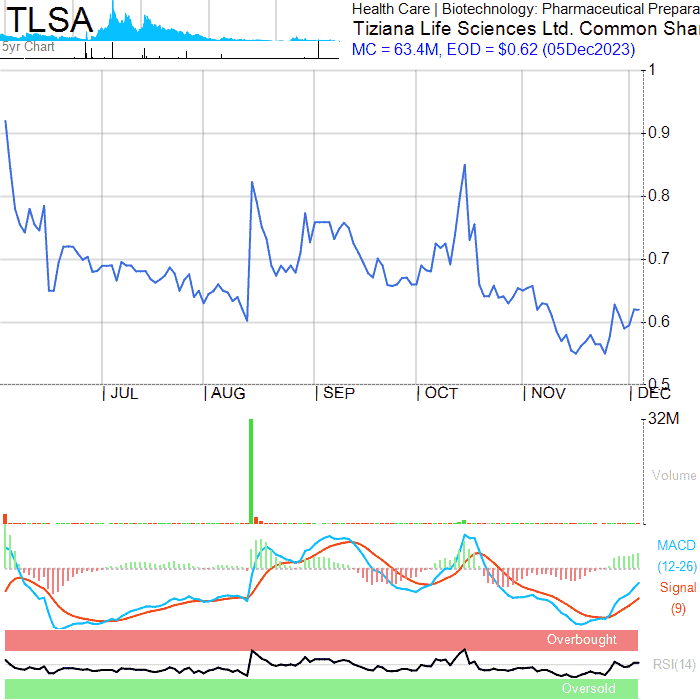 TLSA
5yr Chart
Health Care | Biotechnology: Pharmaceutical Prepara
Tiziana Life Sciences Ltd. Common Shar
MC = 63.4M, EOD = $0.62 (05Dec2023)
1
0.9
0.8
0.7
0.6
0.5
| JUL | AUG | SEP | OCT | NOV | DEC
32M
Volume
MACD
(12-26)
Signal
(9)
Overbought
RSI(14)
Oversold